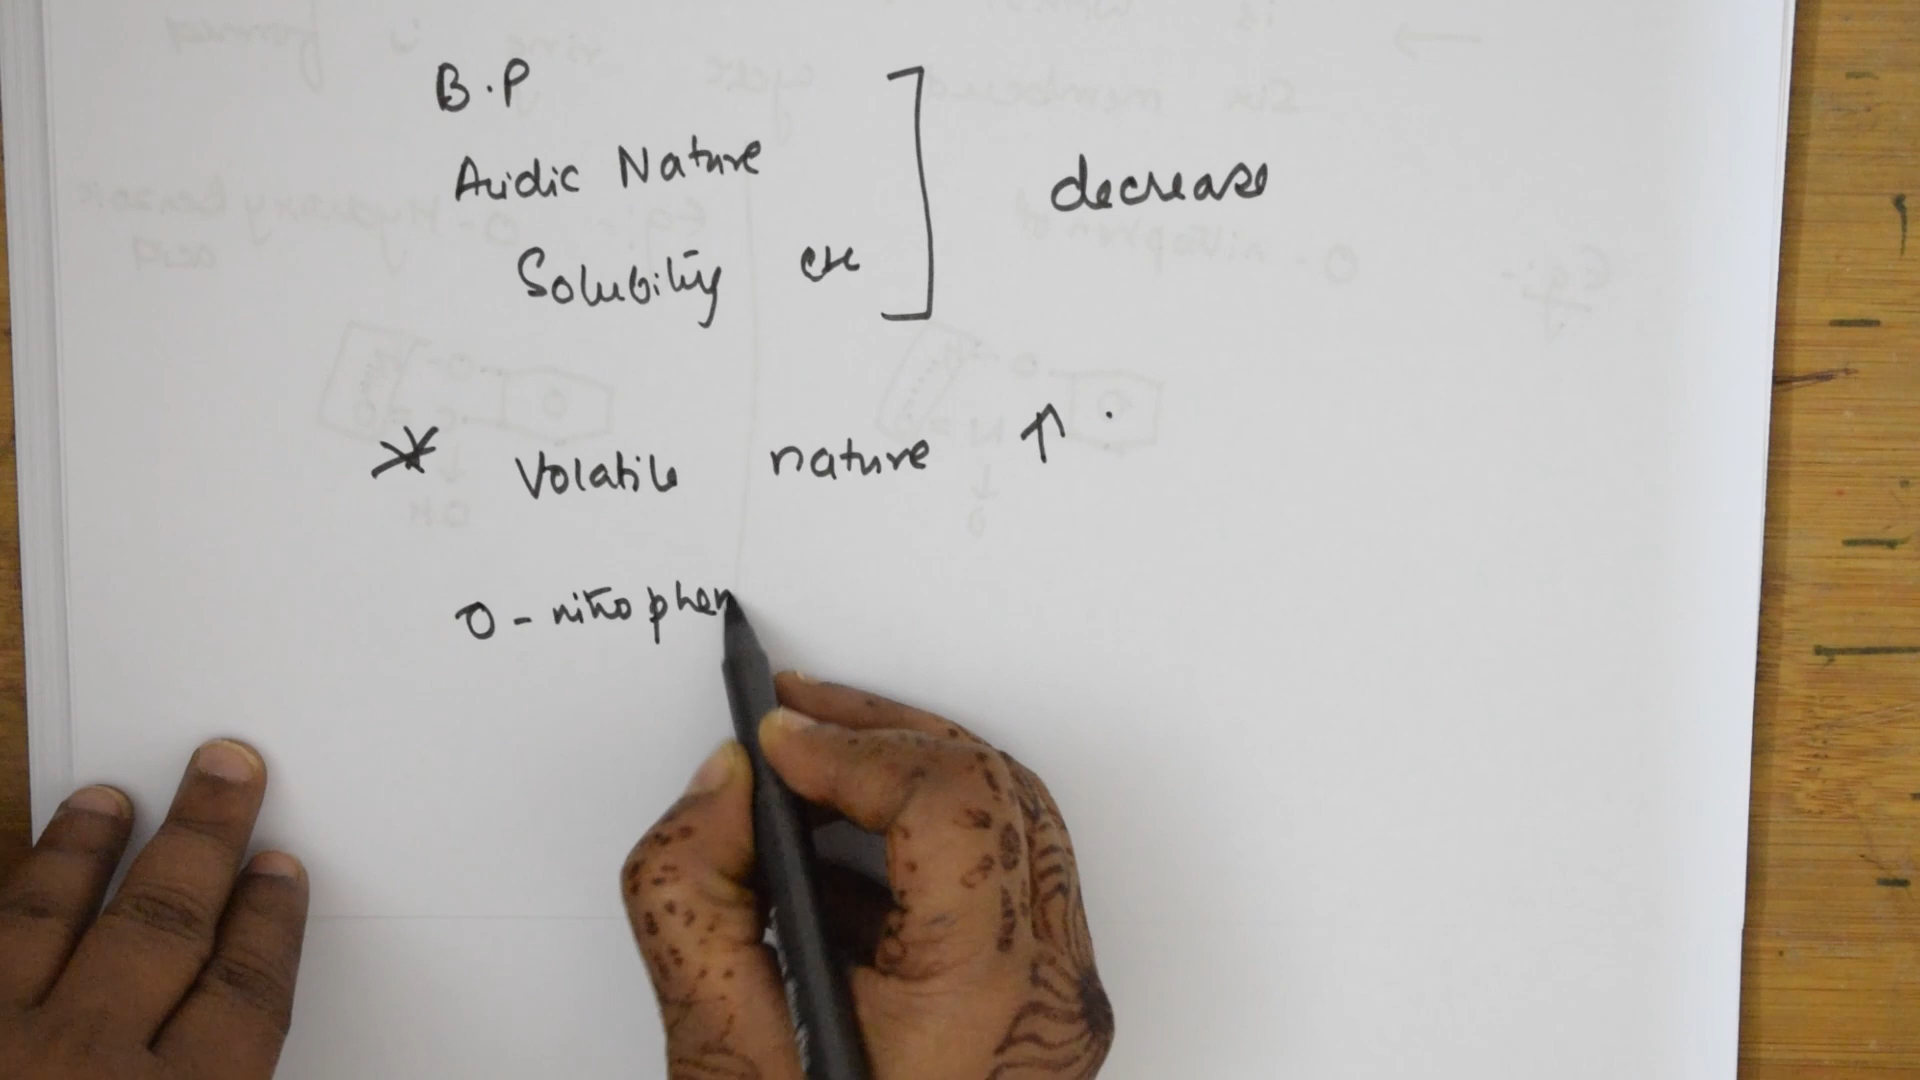 B.P
Acidic Nature
decrease
Solubility etc
* Volatile nature ↑ .
O - nitrophen